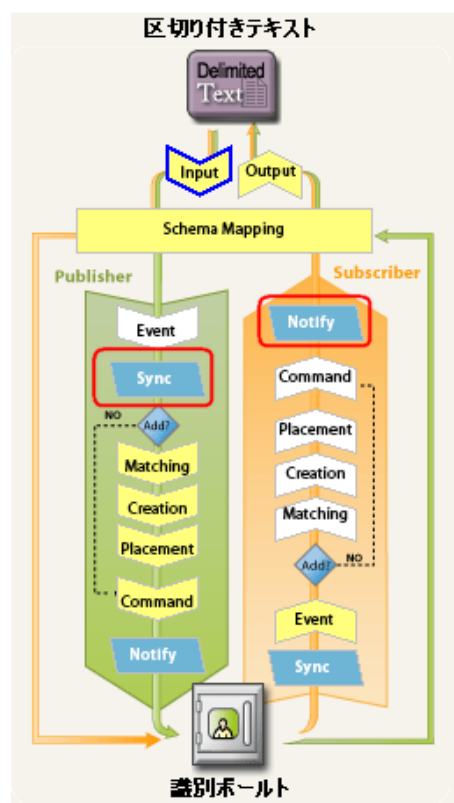 区切り付きテキスト
Delimited
Text
Input
Output
Schema Mapping
Publisher
Subscriber
Event
Sync
NO
Add?
Matching
Creation
Placement
Command
Notify
Notify
Command
Placement
Creation
Matching
Add?
NO
Event
Sync
識別ボールト